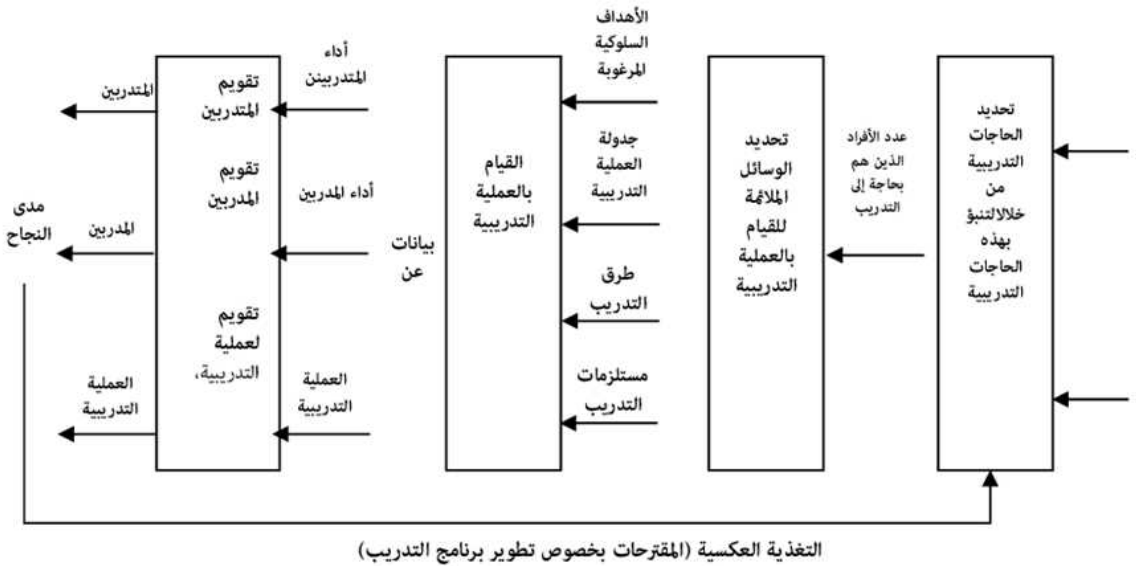 تحديد
الحاجات
التدريبية
من
خلالالتنبؤ
بهذه
الحاجات
التدريبية
عدد الأفراد
الذين هم
بحاجة إلى
التدريب
تحديد
الوسائل
الملائمة
للقيام
بالعملية
التدريبية
الأهداف
السلوكية
المرغوبة
جدولة
العملية
التدريبية
طرق
التدريب
مستلزمات
التدريب
القيام
بالعملية
التدريبية
بيانات
عن
أداء
المتدربينن
أداء المدربين
العملية
التدريبية
تقويم
المتدربين
تقويم
المدربين
تقويم
لعملية
التدريبية،
المتدربين
المدربين
العملية
التدريبية
مدى
النجاح
التغذية العكسية (المقترحات بخصوص تطوير برنامج التدريب)